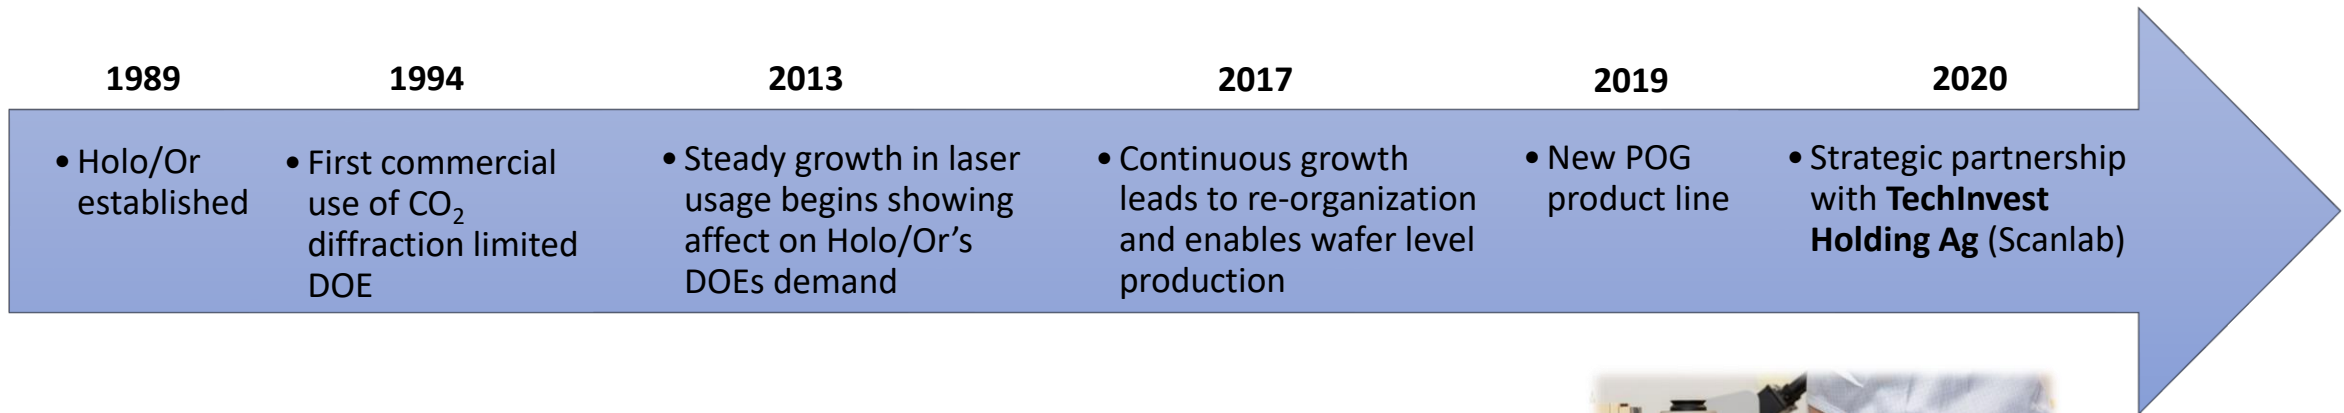 1989
• Holo/Or
established
1994
• First commercial
use of CO₂
diffraction limited
DOE
2013
• Steady growth in laser
usage begins showing
affect on Holo/Or’s
DOEs demand
2017
• Continuous growth
leads to re-organization
and enables wafer level
production
2019
• New POG
product line
2020
• Strategic partnership
with TechInvest
Holding Ag (Scanlab)